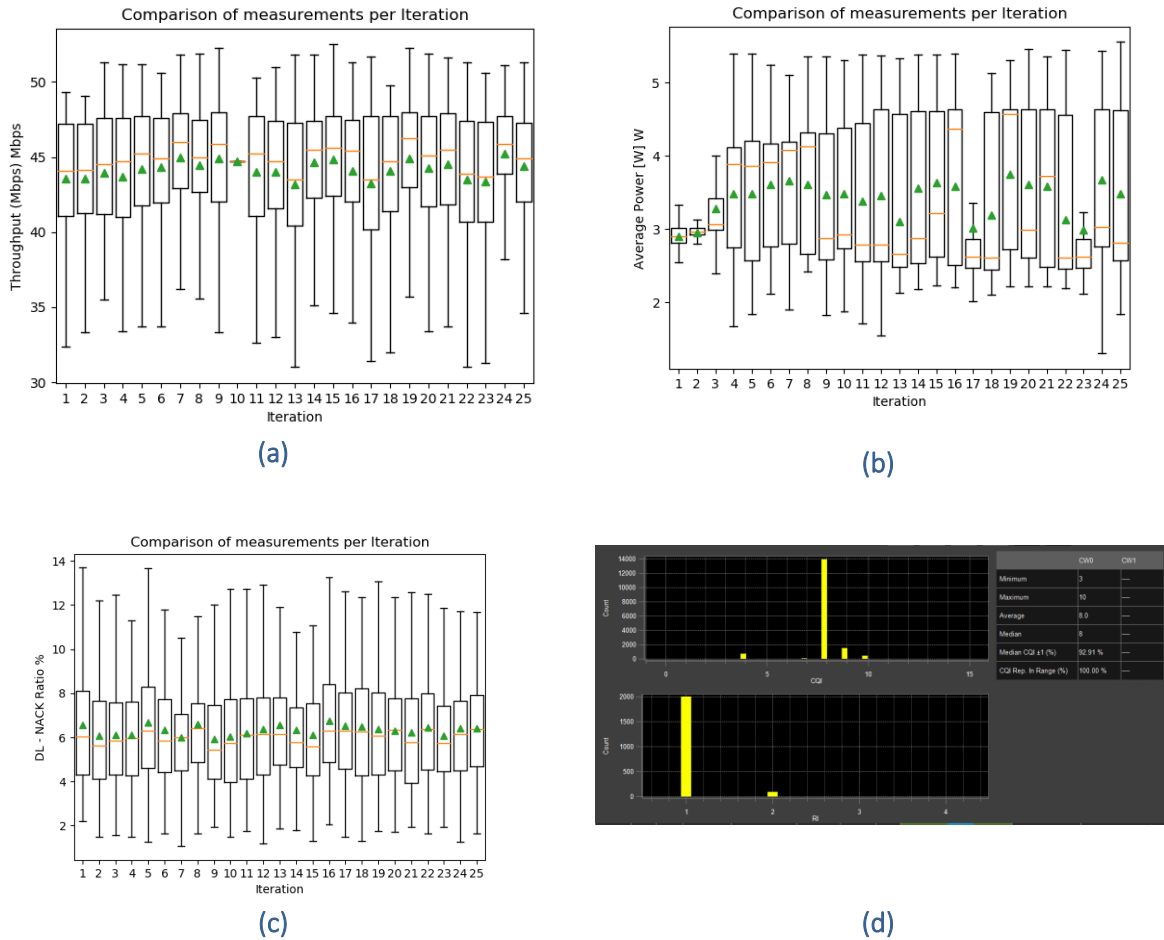 Comparison of measurements per Iteration
Throughput (Mbps) Mbps
50
45
40
35
30
1 2 3 4 5 6 7 8 9 10 11 12 13 14 15 16 17 18 19 20 21 22 23 24 25
Iteration
(a)
Comparison of measurements per Iteration
Average Power [W] W
5
4
3
2
1 2 3 4 5 6 7 8 9 10 11 12 13 14 15 16 17 18 19 20 21 22 23 24 25
Iteration
(b)
Comparison of measurements per Iteration
DL - NACK Ratio %
14
12
10
8
6
4
2
1 2 3 4 5 6 7 8 9 10 11 12 13 14 15 16 17 18 19 20 21 22 23 24 25
Iteration
(c)
Count
14000
12000
10000
8000
6000
4000
2000
0
0 5 10 15
CQI
Count
2000
1500
1000
500
0
1 2 3 4
RI
CW0 CW1
Minimum 3 —
Maximum 10 —
Average 8.0 —
Median 8 —
Median CQI ±1 (%) 92.91 % —
CQI Rep. In Range (%) 100.00 % —
(d)